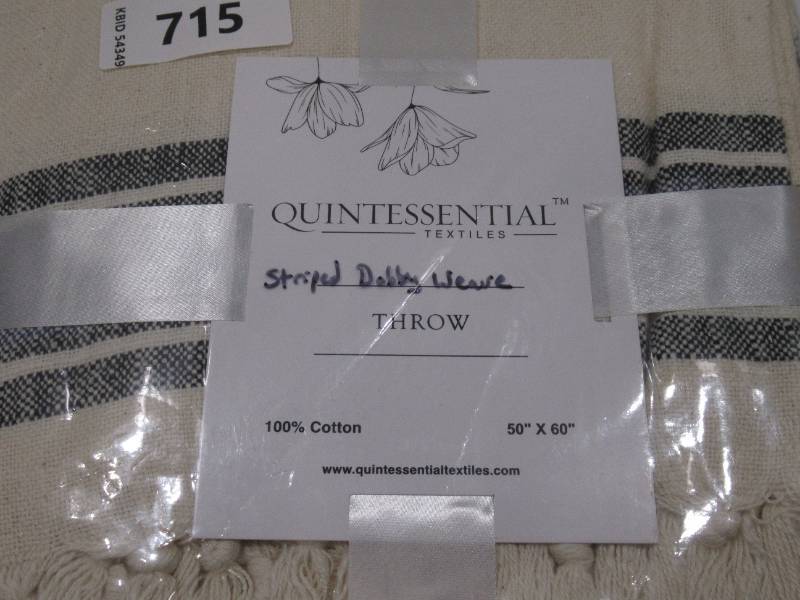 KBID 54349
715
QUINTESSENTIAL™
TEXTILES
Striped Dobby Weave
THROW
100% Cotton 50" X 60"
www.quintessentialtextiles.com